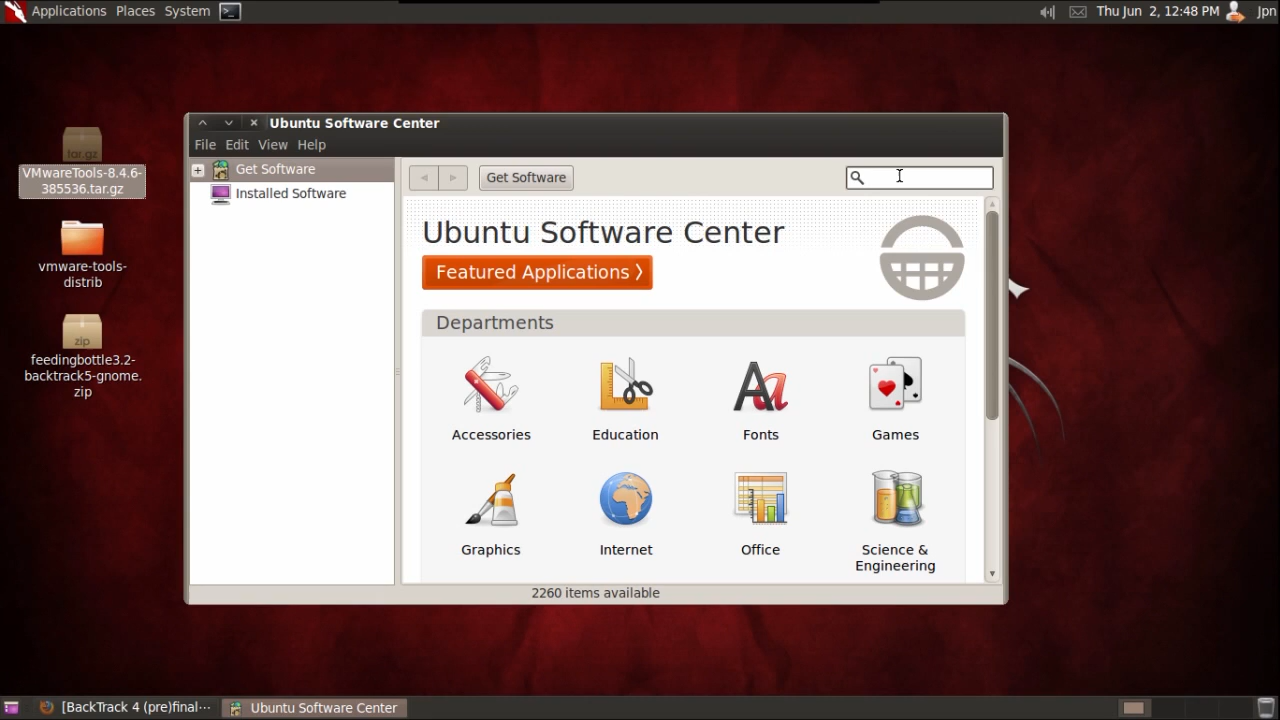 Applications Places System
Thu Jun 2, 12:48 PM
Jpn
tar.gz
VMwareTools-8.4.6-
385536.tar.gz
vmware-tools-
distrib
zip
feedingbottle3.2-
backtrack5-gnome.
zip
Ubuntu Software Center
File Edit View Help
Get Software
Installed Software
Get Software
Ubuntu Software Center
Featured Applications
Departments
Accessories
Education
Fonts
Games
Graphics
Internet
Office
Science &
Engineering
2260 items available
[BackTrack 4 (pre)final···
Ubuntu Software Center